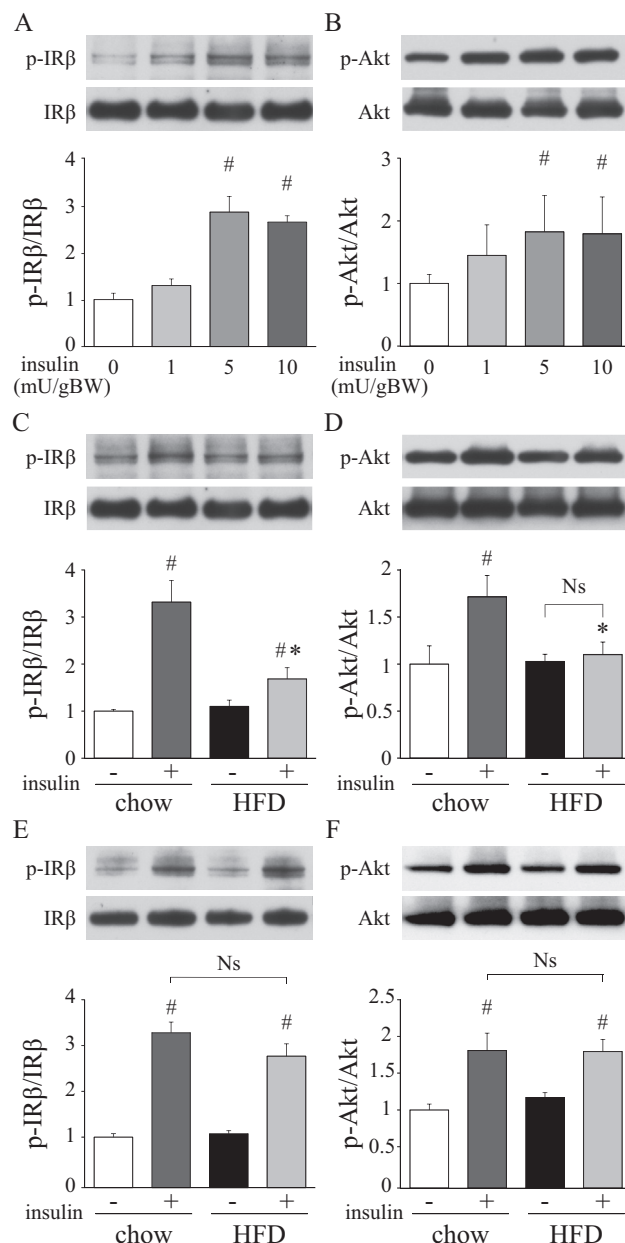 A
p-IRβ
IRβ
p-IRβ/IRβ
4
3
2
1
0
#
#
insulin
(mU/gBW)
0 1 5 10
B
p-Akt
Akt
p-Akt/Akt
3
2
1
0
#
#
insulin
(mU/gBW)
0 1 5 10
C
p-IRβ
IRβ
p-IRβ/IRβ
4
3
2
1
0
#
#*
insulin
- + - +
chow HFD
D
p-Akt
Akt
p-Akt/Akt
2
1.5
1
0.5
0
#
Ns
*
insulin
- + - +
chow HFD
E
p-IRβ
IRβ
p-IRβ/IRβ
4
3
2
1
0
Ns
#
#
insulin
- + - +
chow HFD
F
p-Akt
Akt
p-Akt/Akt
2.5
2
1.5
1
0.5
0
Ns
#
#
insulin
- + - +
chow HFD